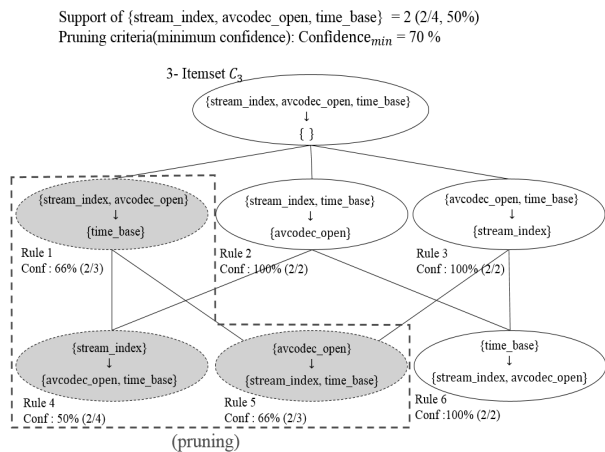 Support of {stream_index, avcodec_open, time_base} = 2 (2/4, 50%)
Pruning criteria(minimum confidence): Confidence_min = 70 %
3- Itemset C_3
{stream_index, avcodec_open, time_base}
↓
{ }
{stream_index, avcodec_open}
↓
{time_base}
Rule 1
Conf : 66% (2/3)
{stream_index, time_base}
↓
{avcodec_open}
Rule 2
Conf : 100% (2/2)
{avcodec_open, time_base}
↓
{stream_index}
Rule 3
Conf : 100% (2/2)
{stream_index}
↓
{avcodec_open, time_base}
Rule 4
Conf : 50% (2/4)
{avcodec_open}
↓
{stream_index, time_base}
Rule 5
Conf : 66% (2/3)
{time_base}
↓
{stream_index, avcodec_open}
Rule 6
Conf :100% (2/2)
(pruning)